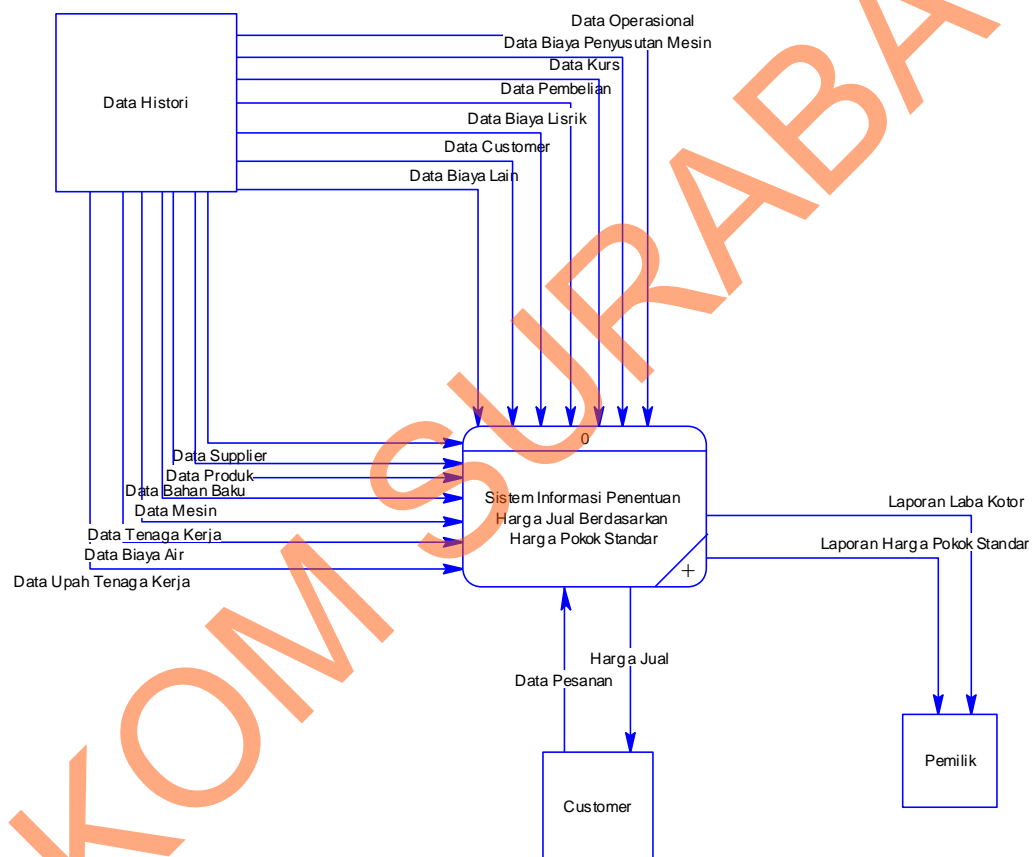 Data Operasional
Data Biaya Penyusutan Mesin
Data Kurs
Data Histori
Data Pembelian
Data Biaya Lisrik
Data Customer
Data Biaya Lain
0
Data Supplier
Data Produk
Data Bahan Baku
Data Mesin
Data Tenaga Kerja
Data Biaya Air
Data Upah Tenaga Kerja
Sistem Informasi Penentuan
Harga Jual Berdasarkan
Harga Pokok Standar
+
Laporan Laba Kotor
Laporan Harga Pokok Standar
Harga Jual
Data Pesanan
Pemilik
Customer
KOM SURABA